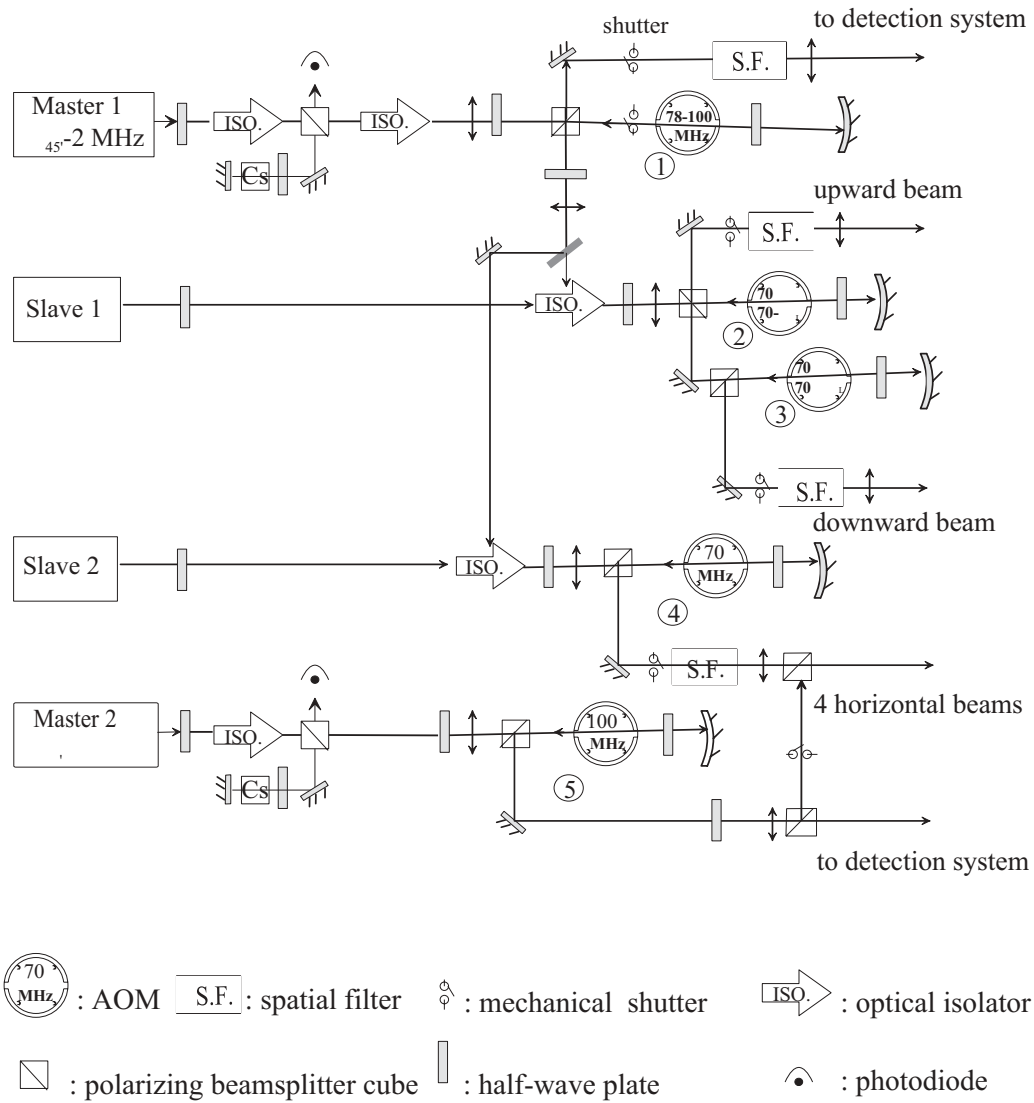 to detection system
shutter
S.F.
Master 1
45'-2 MHz
ISO.
ISO.
78-100
MHz
1
Cs
upward beam
S.F.
Slave 1
ISO.
70
70-
2
70
70
3
S.F.
downward beam
Slave 2
ISO.
70
MHz
4
S.F.
4 horizontal beams
Master 2
'
ISO.
100
MHz
Cs
5
to detection system
70
MHz
: AOM
S.F.
: spatial filter
: mechanical shutter
ISO.
: optical isolator
: polarizing beamsplitter cube
: half-wave plate
: photodiode